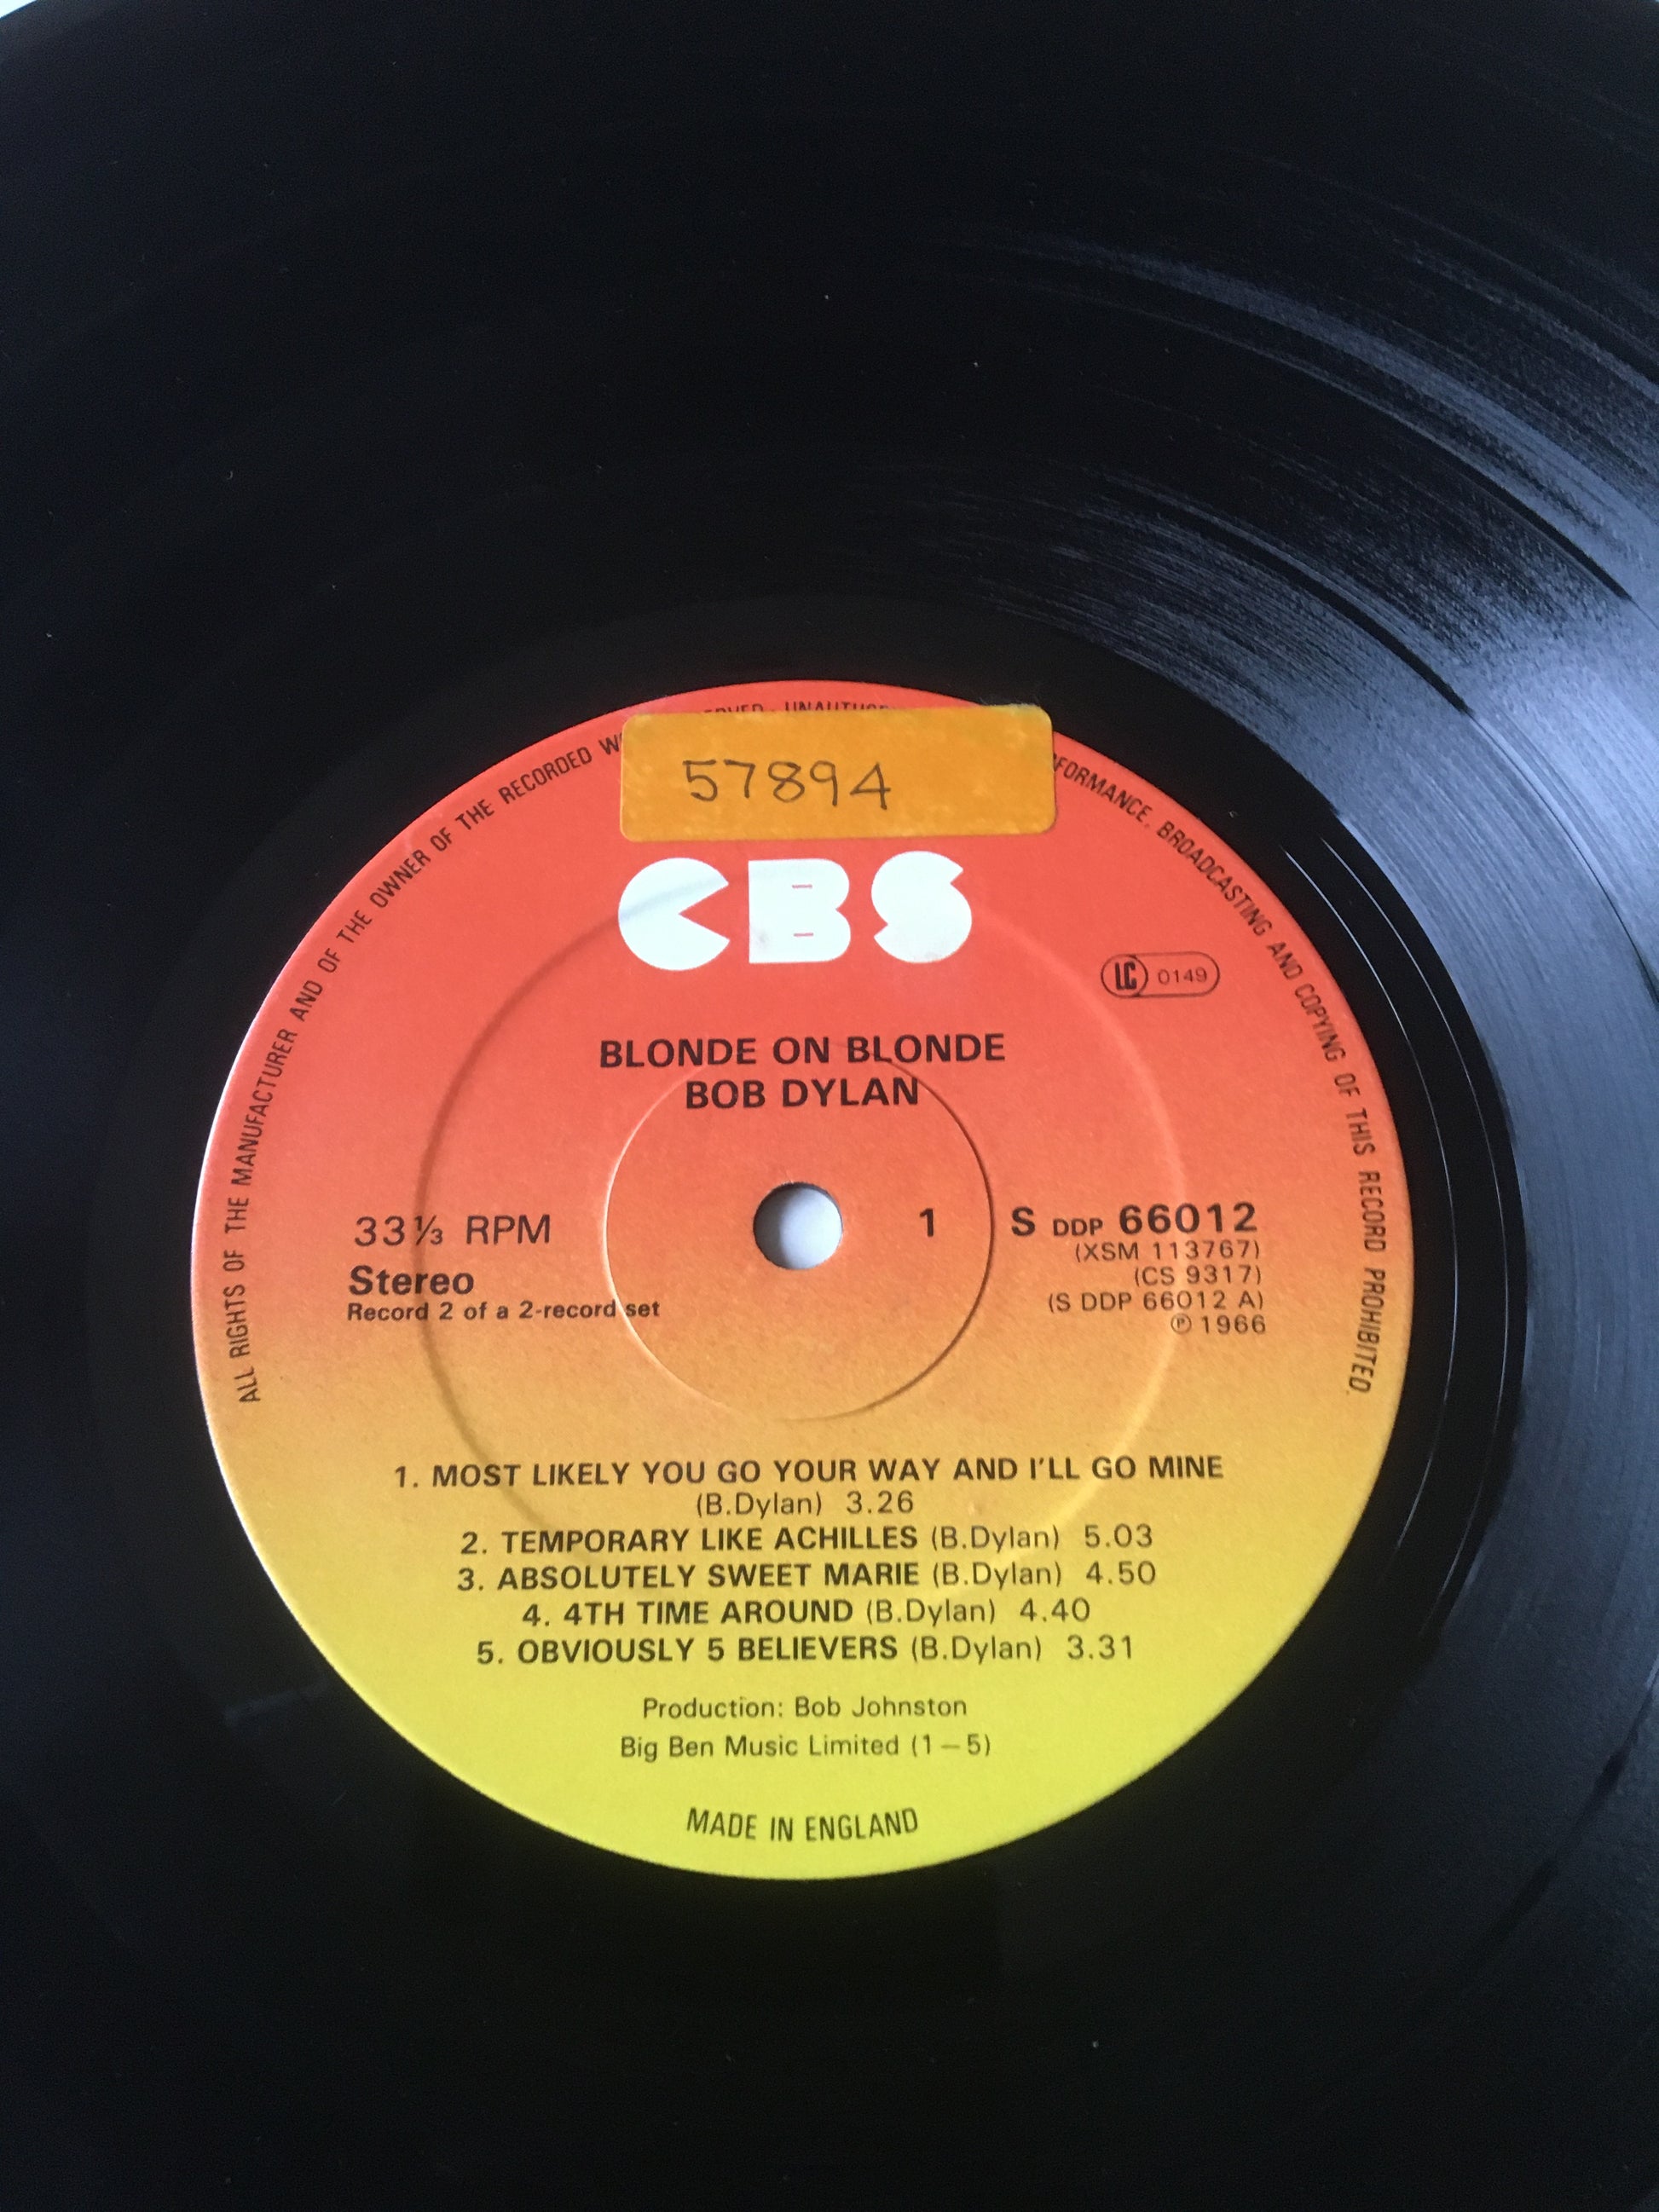 ALL RIGHTS OF THE MANUFACTURER AND OF THE OWNER OF THE RECORDED FORMANCE, BROADCASTING AND COPYING OF THIS RECORD PROHIBITED.
57894
CBS
LC 0149
BLONDE ON BLONDE
BOB DYLAN
33⅓ RPM 1 S DDP 66012
(XSM 113767)
Stereo (CS 9317)
Record 2 of a 2-record set (S DDP 66012 A)
℗ 1966
1. MOST LIKELY YOU GO YOUR WAY AND I'LL GO MINE
(B.Dylan) 3.26
2. TEMPORARY LIKE ACHILLES (B.Dylan) 5.03
3. ABSOLUTELY SWEET MARIE (B.Dylan) 4.50
4. 4TH TIME AROUND (B.Dylan) 4.40
5. OBVIOUSLY 5 BELIEVERS (B.Dylan) 3.31
Production: Bob Johnston
Big Ben Music Limited (1 – 5)
MADE IN ENGLAND